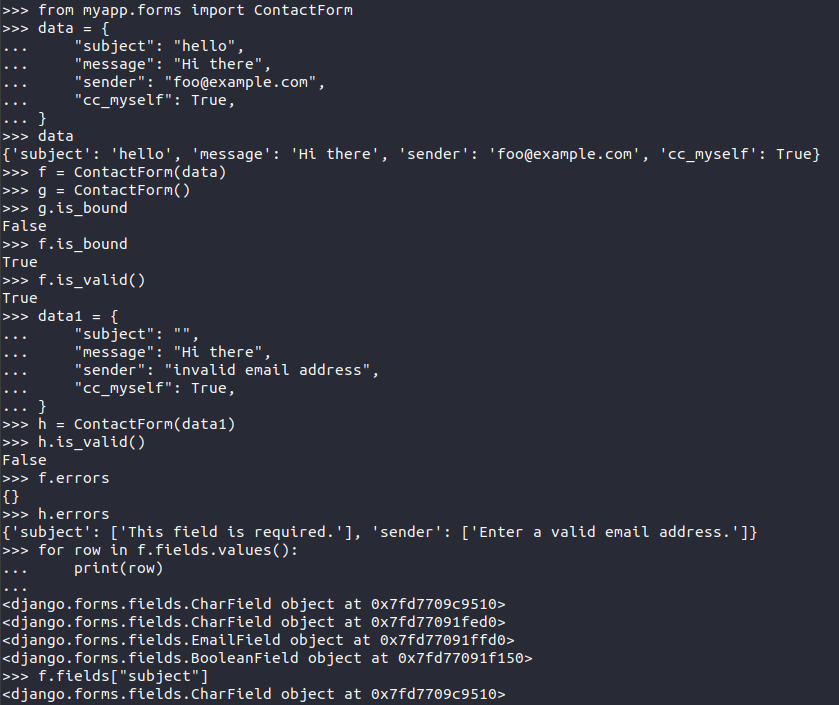 >>> from myapp.forms import ContactForm
>>> data = {
...     "subject": "hello",
...     "message": "Hi there",
...     "sender": "foo@example.com",
...     "cc_myself": True,
... }
>>> data
{'subject': 'hello', 'message': 'Hi there', 'sender': 'foo@example.com', 'cc_myself': True}
>>> f = ContactForm(data)
>>> g = ContactForm()
>>> g.is_bound
False
>>> f.is_bound
True
>>> f.is_valid()
True
>>> data1 = {
...     "subject": "",
...     "message": "Hi there",
...     "sender": "invalid email address",
...     "cc_myself": True,
... }
>>> h = ContactForm(data1)
>>> h.is_valid()
False
>>> f.errors
{}
>>> h.errors
{'subject': ['This field is required.'], 'sender': ['Enter a valid email address.']}
>>> for row in f.fields.values():
...     print(row)
...
<django.forms.fields.CharField object at 0x7fd7709c9510>
<django.forms.fields.CharField object at 0x7fd77091fed0>
<django.forms.fields.EmailField object at 0x7fd77091ffd0>
<django.forms.fields.BooleanField object at 0x7fd77091f150>
>>> f.fields["subject"]
<django.forms.fields.CharField object at 0x7fd7709c9510>